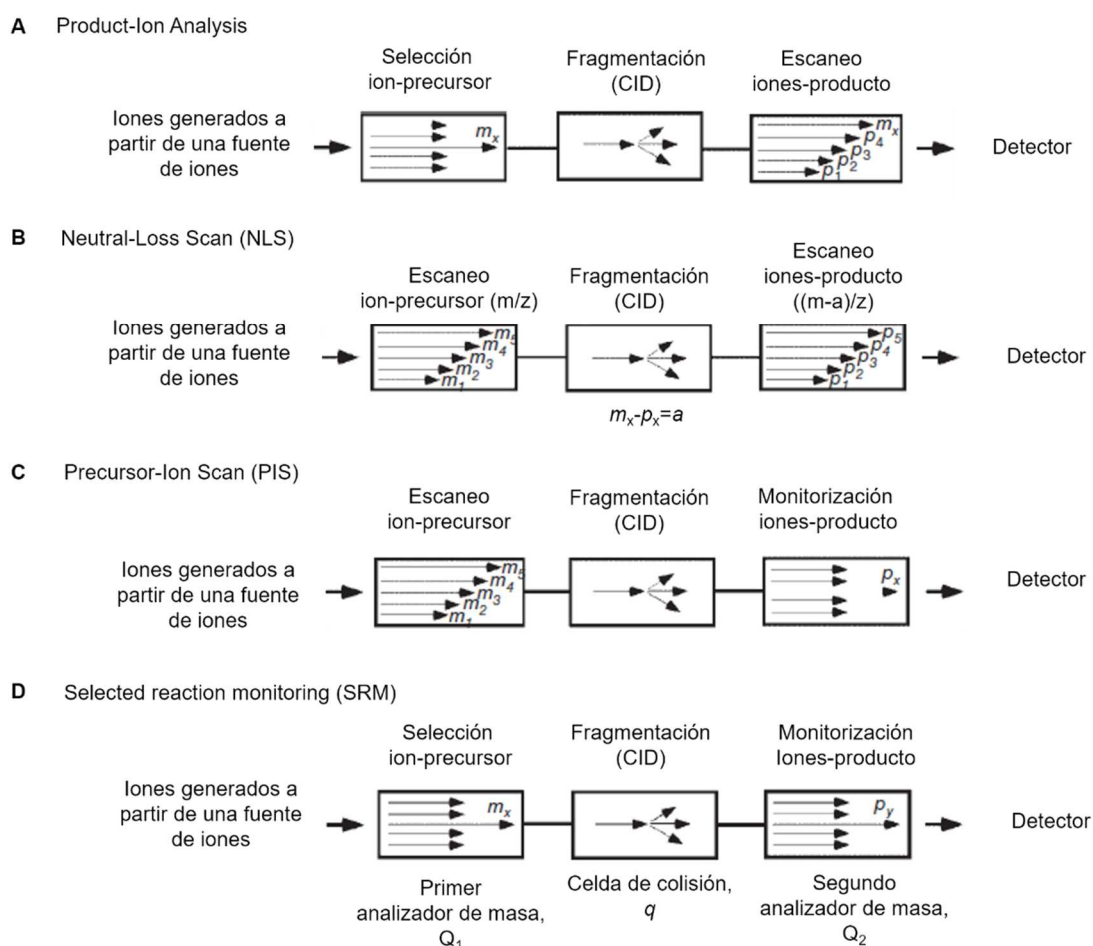 A Product-Ion Analysis
Selección
ion-precursor
Fragmentación
(CID)
Escaneo
iones-producto
Iones generados a
partir de una fuente
de iones
m_x
m_x
p_4
p_3
p_2
p_1
Detector
B Neutral-Loss Scan (NLS)
Escaneo
ion-precursor (m/z)
Fragmentación
(CID)
Escaneo
iones-producto
((m-a)/z)
Iones generados a
partir de una fuente
de iones
m_5
m_4
m_3
m_2
m_1
p_5
p_4
p_3
p_2
p_1
Detector
m_x-p_x=a
C Precursor-Ion Scan (PIS)
Escaneo
ion-precursor
Fragmentación
(CID)
Monitorización
iones-producto
Iones generados a
partir de una fuente
de iones
m_5
m_4
m_3
m_2
m_1
p_x
Detector
D Selected reaction monitoring (SRM)
Selección
ion-precursor
Fragmentación
(CID)
Monitorización
Iones-producto
Iones generados a
partir de una fuente
de iones
m_x
p_y
Detector
Primer
analizador de masa,
Q_1
Celda de colisión,
q
Segundo
analizador de masa,
Q_2